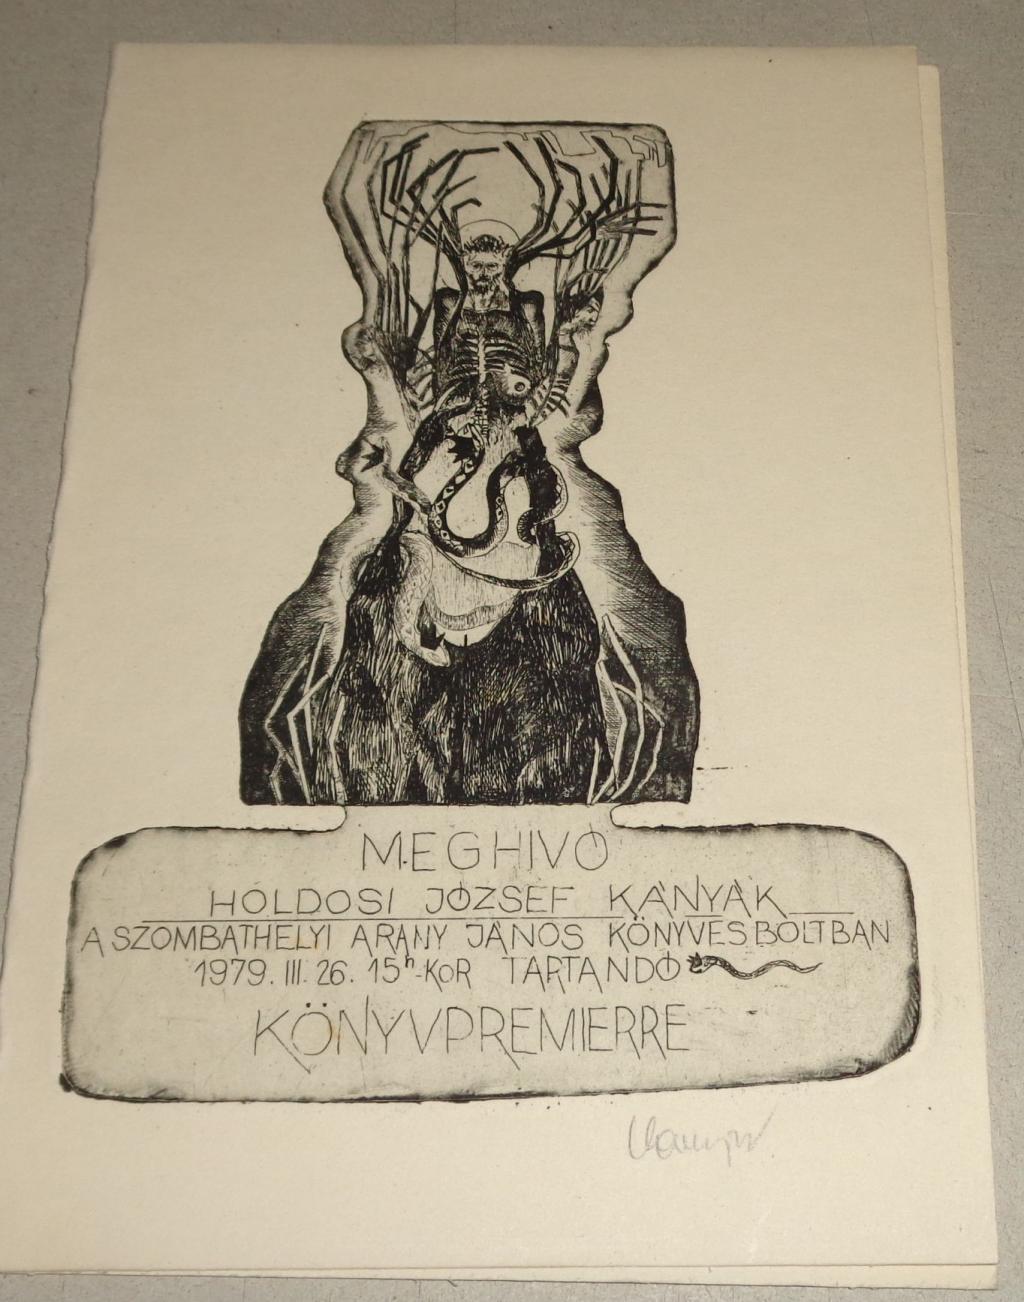 MEGHIVÓ
HOLDOSI JÓZSEF KÁNYÁK
A SZOMBATHELYI ARANY JÁNOS KÖNYVESBOLTBAN
1979. III. 26. 15h-KOR TARTANDÓ
KÖNYVPREMIERRE